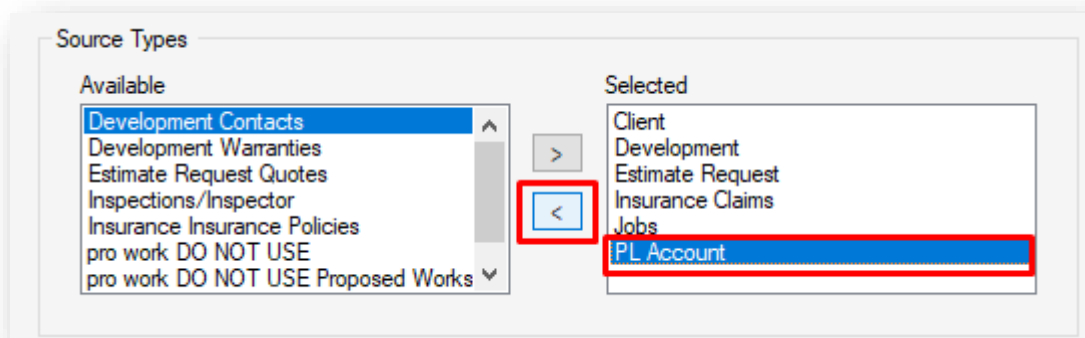 Source Types
Available
Development Contacts
Development Warranties
Estimate Request Quotes
Inspections/Inspector
Insurance Insurance Policies
pro work DO NOT USE
pro work DO NOT USE Proposed Works
>
<
Selected
Client
Development
Estimate Request
Insurance Claims
Jobs
PL Account